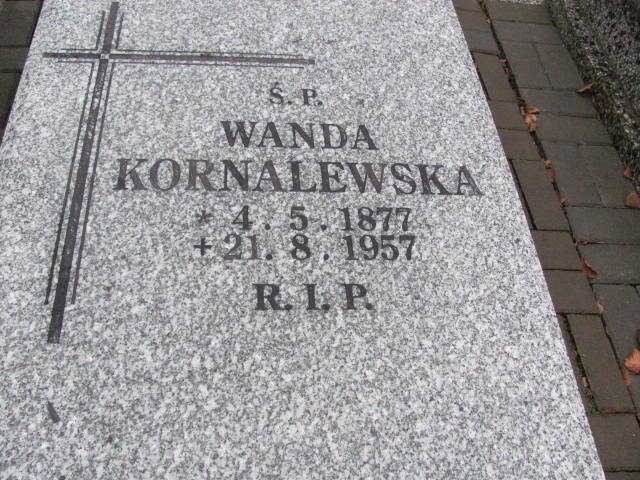 Ś. P.
WANDA
KORNALEWSKA
* 4. 5. 1877
+ 21. 8. 1957
R. I. P.